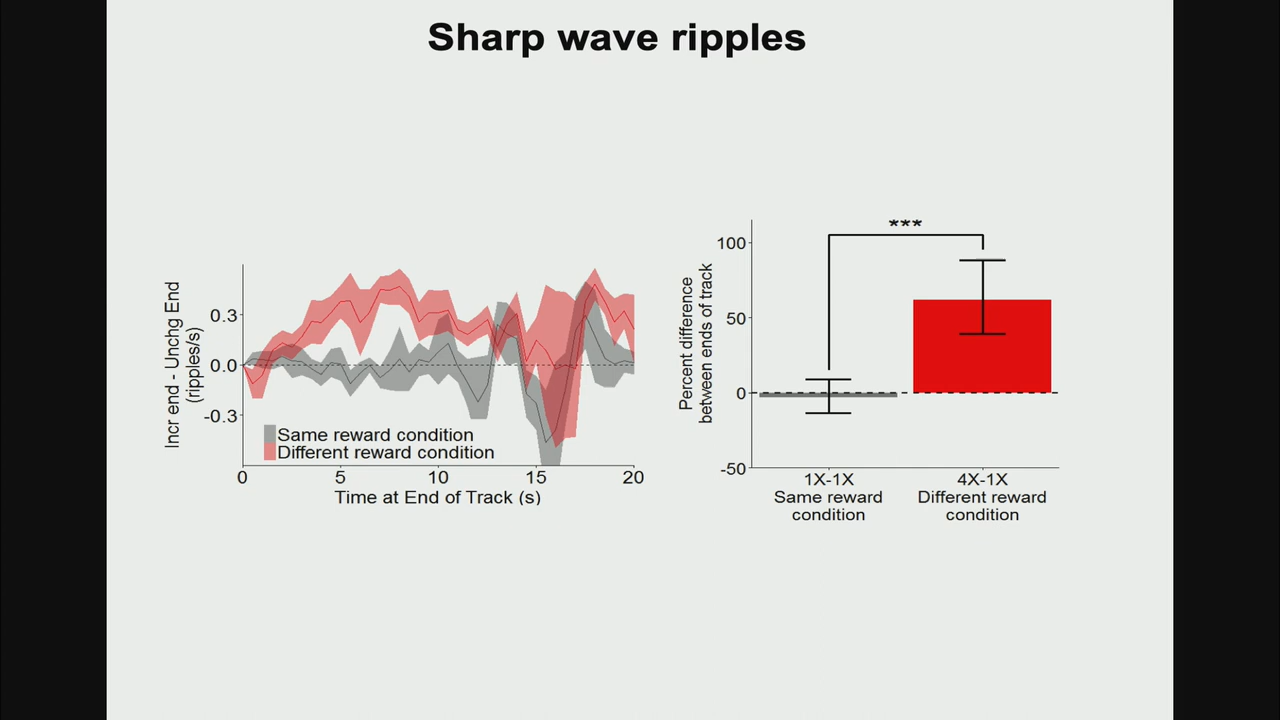 Sharp wave ripples
Incr end - Unchg End
(ripples/s)
0.3
0.0
-0.3
Same reward condition
Different reward condition
0
5
10
15
20
Time at End of Track (s)
Percent difference
between ends of track
100
50
0
-50
***
1X-1X
Same reward
condition
4X-1X
Different reward
condition